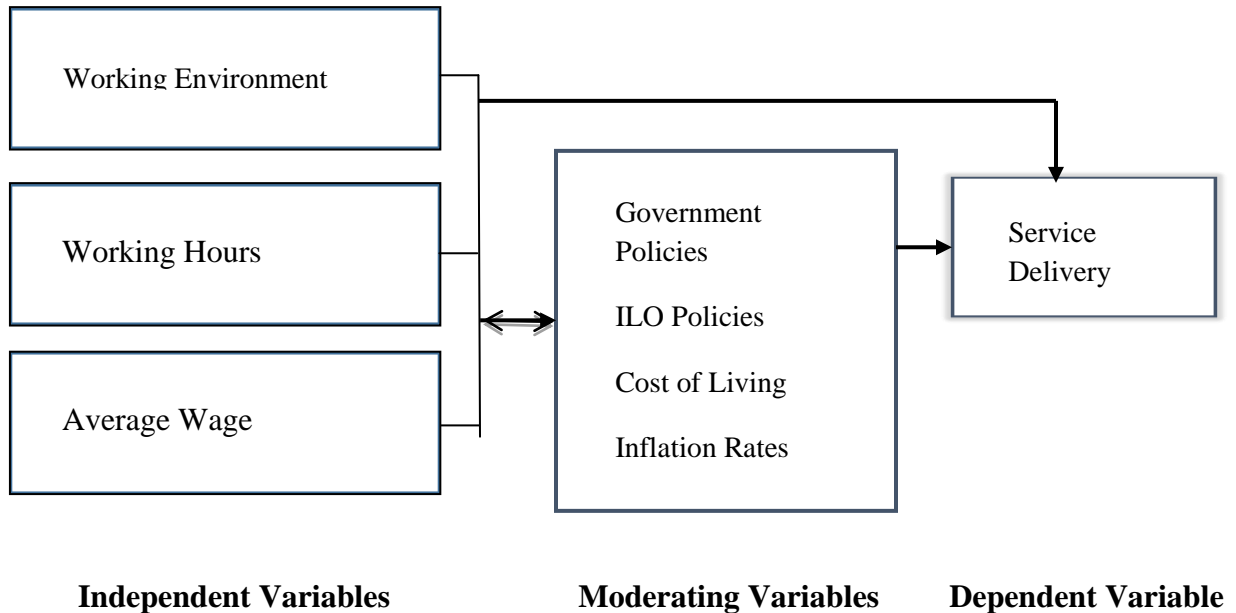 Working Environment
Working Hours
Average Wage
Government
Policies
ILO Policies
Cost of Living
Inflation Rates
Service
Delivery
Independent Variables
Moderating Variables
Dependent Variable